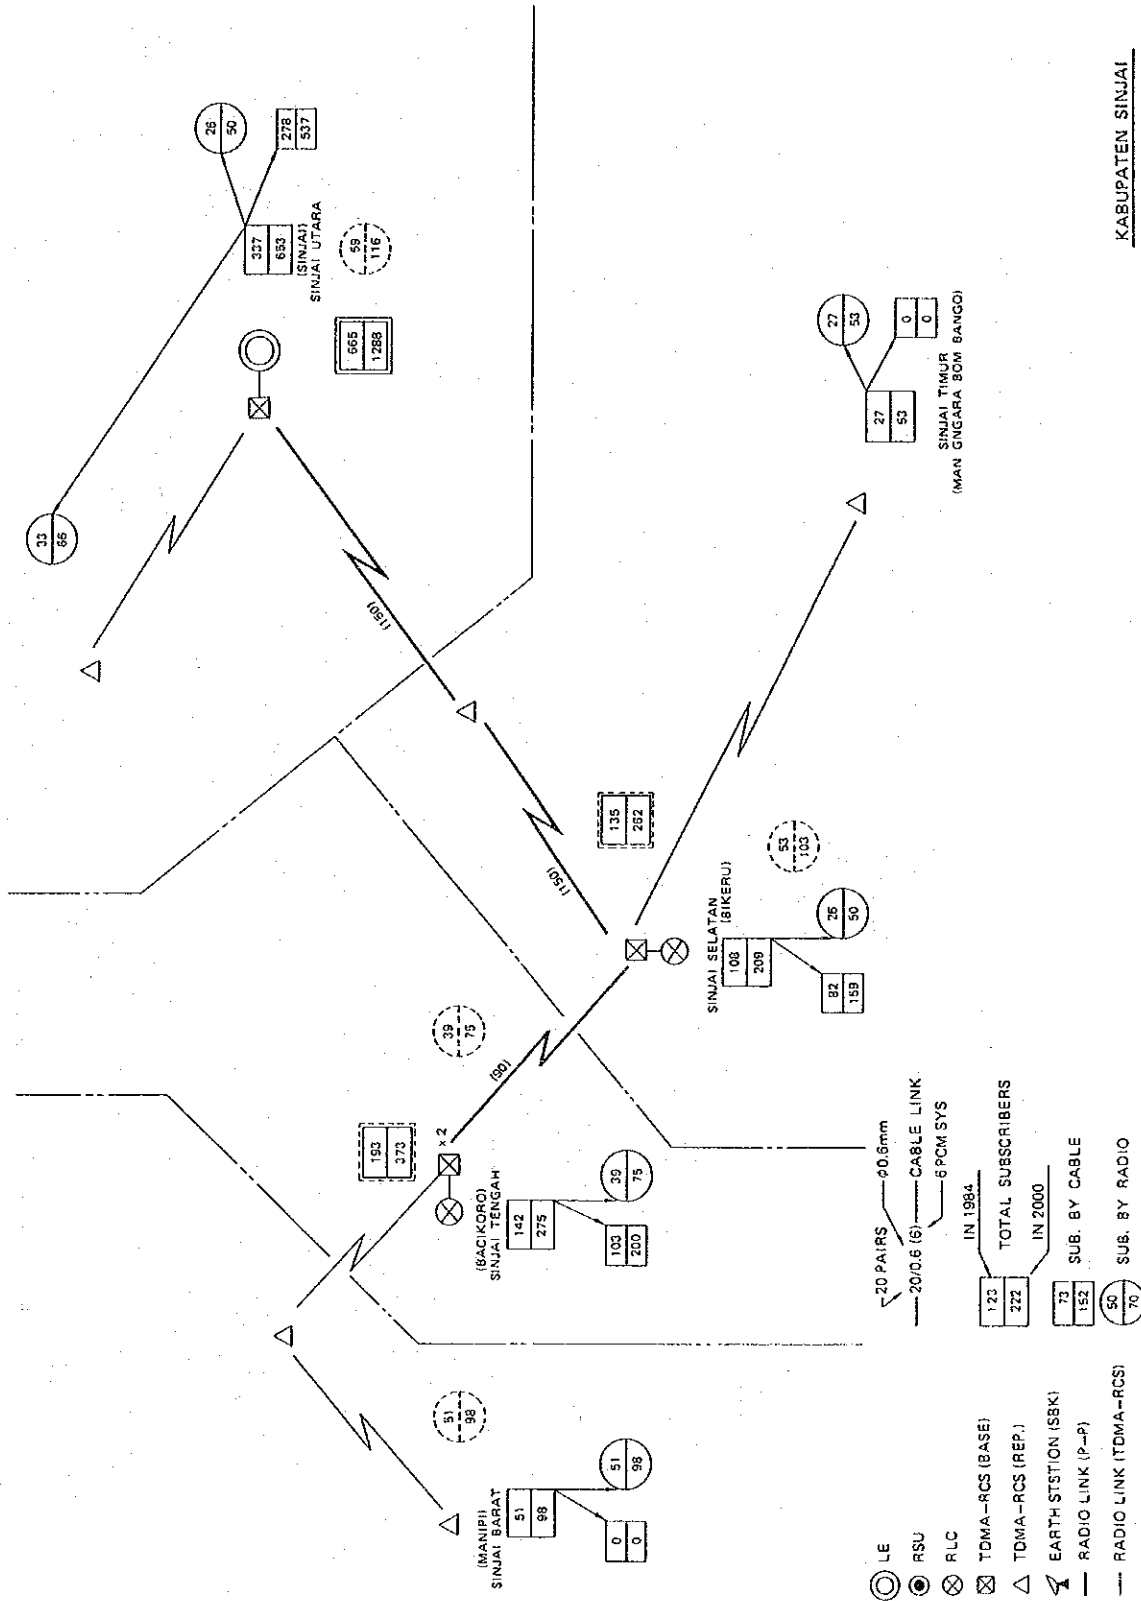 33
66
26
50
278
537
337
653
(SINJAI)
SINJAI UTARA
59
116
665
1288
(150)
27
53
0
0
27
53
SINJAI TIMUR
(MAN GNGARA BOM BANGO)
(150)
135
262
53
103
SINJAI SELATAN
(BIKERU)
108
209
26
50
82
159
(90)
39
75
193
373
× 2
(BACIKORO)
SINJAI TENGAH
142
275
39
75
103
200
51
98
(MANIPI)
SINJAI BARAT
51
98
51
98
0
0
20 PAIRS
φ0.6mm
20/0.6 (6)
CABLE LINK
6 PCM SYS
123
222
IN 1984
TOTAL SUBSCRIBERS
IN 2000
73
152
SUB. BY CABLE
50
70
SUB. BY RADIO
LE
RSU
RLC
TDMA-RCS (BASE)
TDMA-RCS (REP.)
EARTH STSTION (SBK)
RADIO LINK (P-P)
RADIO LINK (TDMA-RCS)
KABUPATEN SINJAI